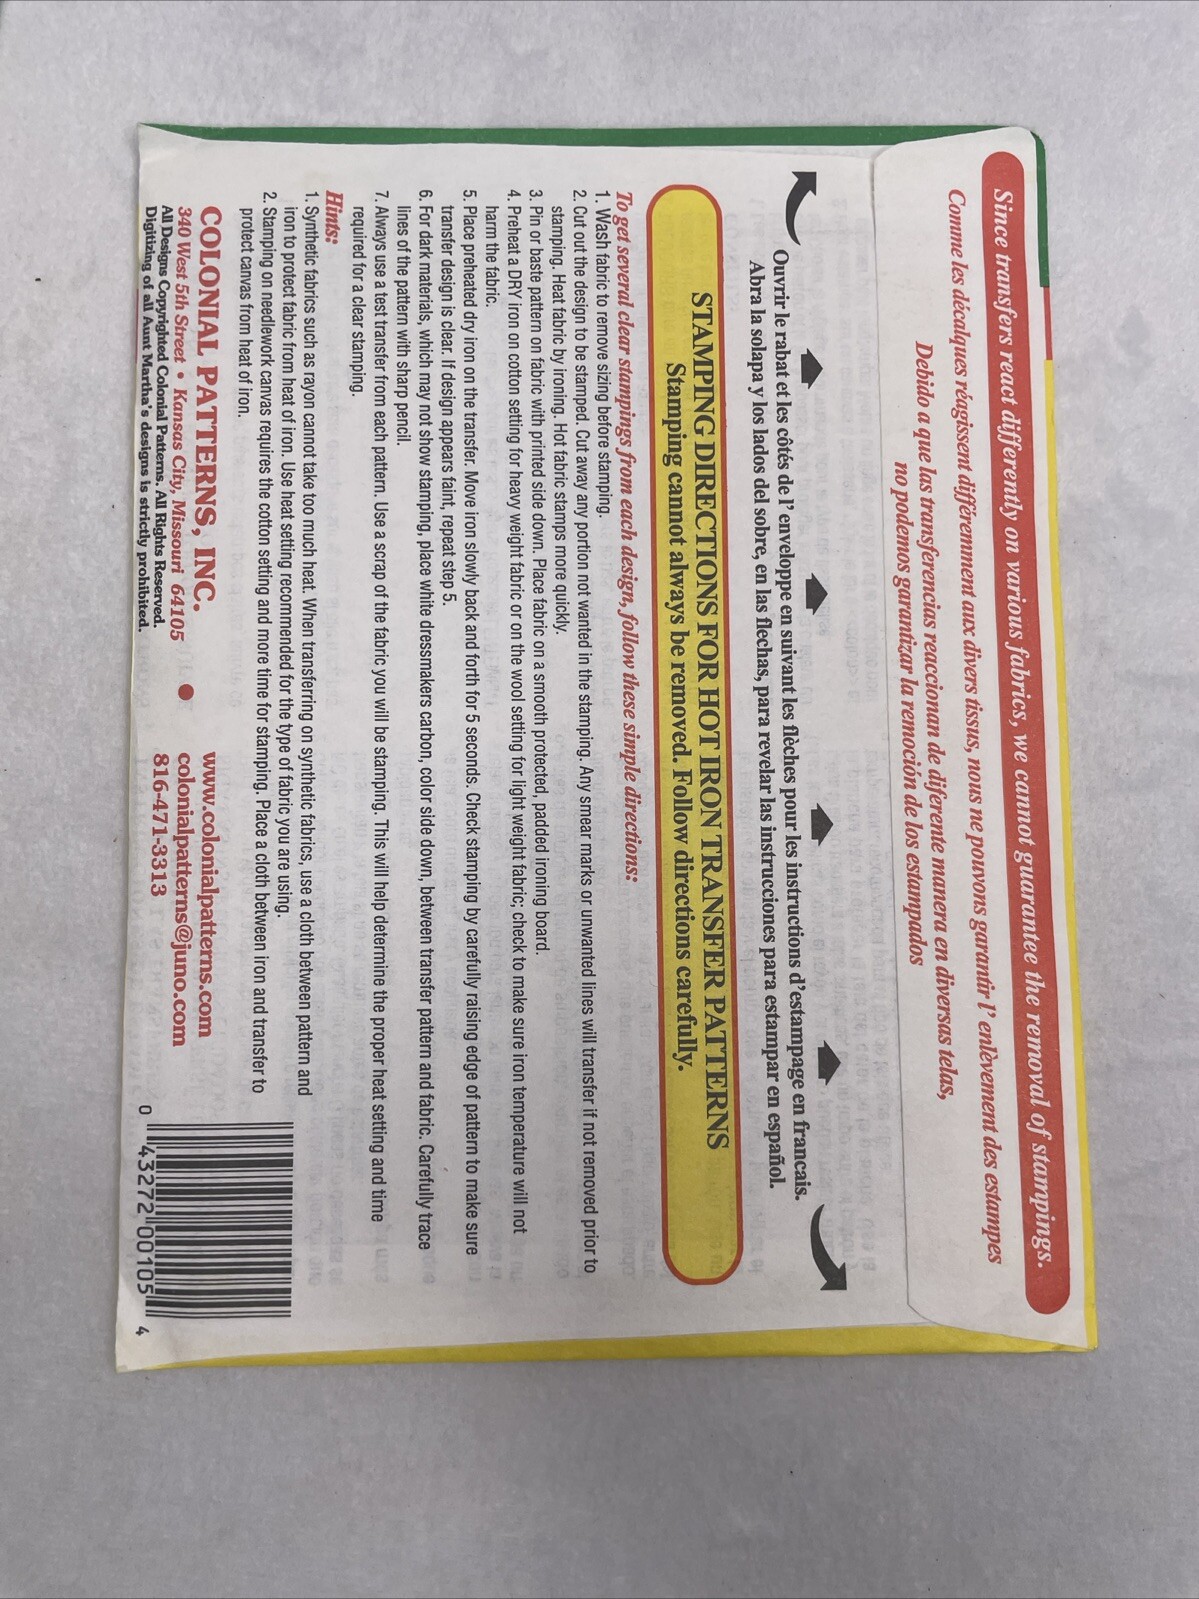 Since transfers react differently on various fabrics, we cannot guarantee the removal of stampings.
Comme les décalques réagissent différemment aux divers tissus, nous ne pouvons garantir l' enlèvement des estampes
Debido a que las transferencias reaccionan de diferente manera en diversas telas,
no podemos garantizar la remoción de los estampados
Ouvrir le rabat et les côtés de l' enveloppe en suivant les flèches pour les instructions d'estampage en francais.
Abra la solapa y los lados del sobre, en las flechas, para revelar las instrucciones para estampar en español.
STAMPING DIRECTIONS FOR HOT IRON TRANSFER PATTERNS
Stamping cannot always be removed. Follow directions carefully.
To get several clear stampings from each design, follow these simple directions:
1. Wash fabric to remove sizing before stamping.
2. Cut out the design to be stamped. Cut away any portion not wanted in the stamping. Any smear marks or unwanted lines will transfer if not removed prior to
stamping. Heat fabric by ironing. Hot fabric stamps more quickly.
3. Pin or baste pattern on fabric with printed side down. Place fabric on a smooth protected, padded ironing board.
4. Preheat a DRY iron on cotton setting for heavy weight fabric or on the wool setting for light weight fabric; check to make sure iron temperature will not
harm the fabric.
5. Place preheated dry iron on the transfer. Move iron slowly back and forth for 5 seconds. Check stamping by carefully raising edge of pattern to make sure
transfer design is clear. If design appears faint, repeat step 5.
6. For dark materials, which may not show stamping, place white dressmakers carbon, color side down, between transfer pattern and fabric. Carefully trace
lines of the pattern with sharp pencil.
7. Always use a test transfer from each pattern. Use a scrap of the fabric you will be stamping. This will help determine the proper heat setting and time
required for a clear stamping.
Hints:
1. Synthetic fabrics such as rayon cannot take too much heat. When transferring on synthetic fabrics, use a cloth between pattern and
iron to protect fabric from heat of iron. Use heat setting recommended for the type of fabric you are using.
2. Stamping on needlework canvas requires the cotton setting and more time for stamping. Place a cloth between iron and transfer to
protect canvas from heat of iron.
COLONIAL PATTERNS, INC.
340 West 5th Street • Kansas City, Missouri 64105
All Designs Copyrighted Colonial Patterns. All Rights Reserved.
Digitizing of all Aunt Martha's designs is strictly prohibited.
•
www.colonialpatterns.com
colonialpatterns@juno.com
816-471-3313
0 43272 00105 4